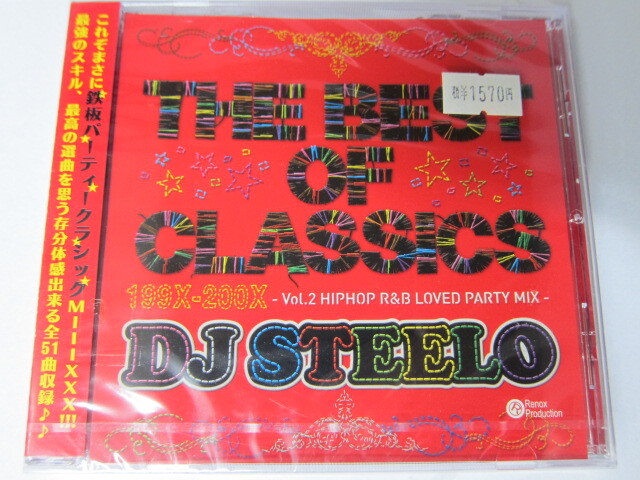 これぞまさに鉄板パーティークラシックMIIIXXX!!!
最強のスキル、最高の選曲を思う存分体感出来る全51曲収録♪♪
THE BEST
OF
CLASSICS
199X-200X - Vol.2 HIPHOP R&B LOVED PARTY MIX -
DJ STEELO
Renox
Production
税込¥1570円